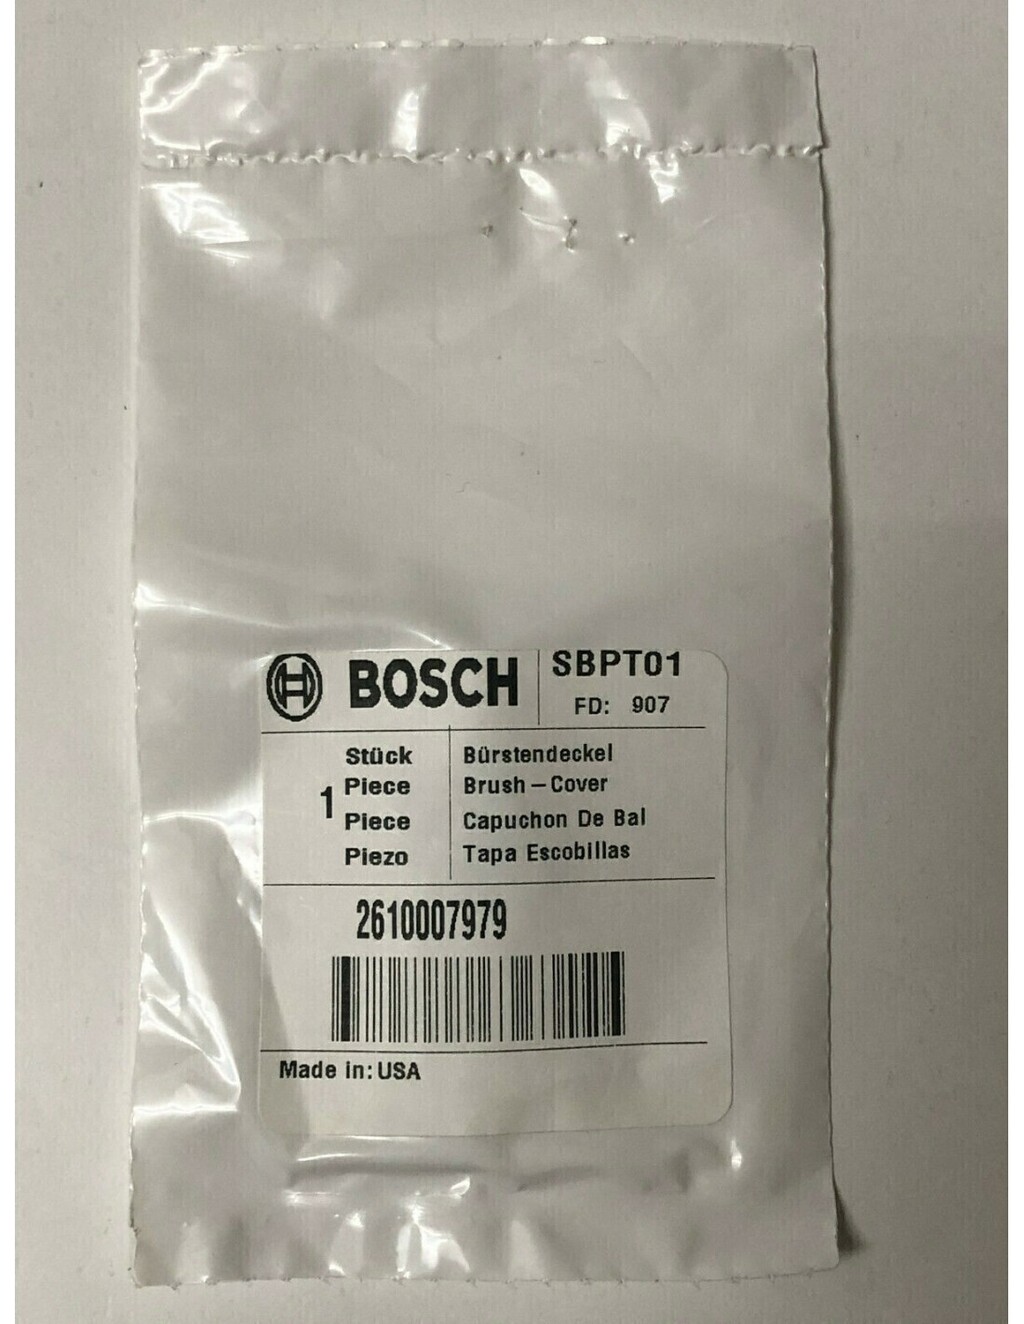 BOSCH SBPT01
FD: 907
Stück Bürstendeckel
1 Piece Brush-Cover
Piece Capuchon De Bal
Piezo Tapa Escobillas
2610007979
Made in: USA